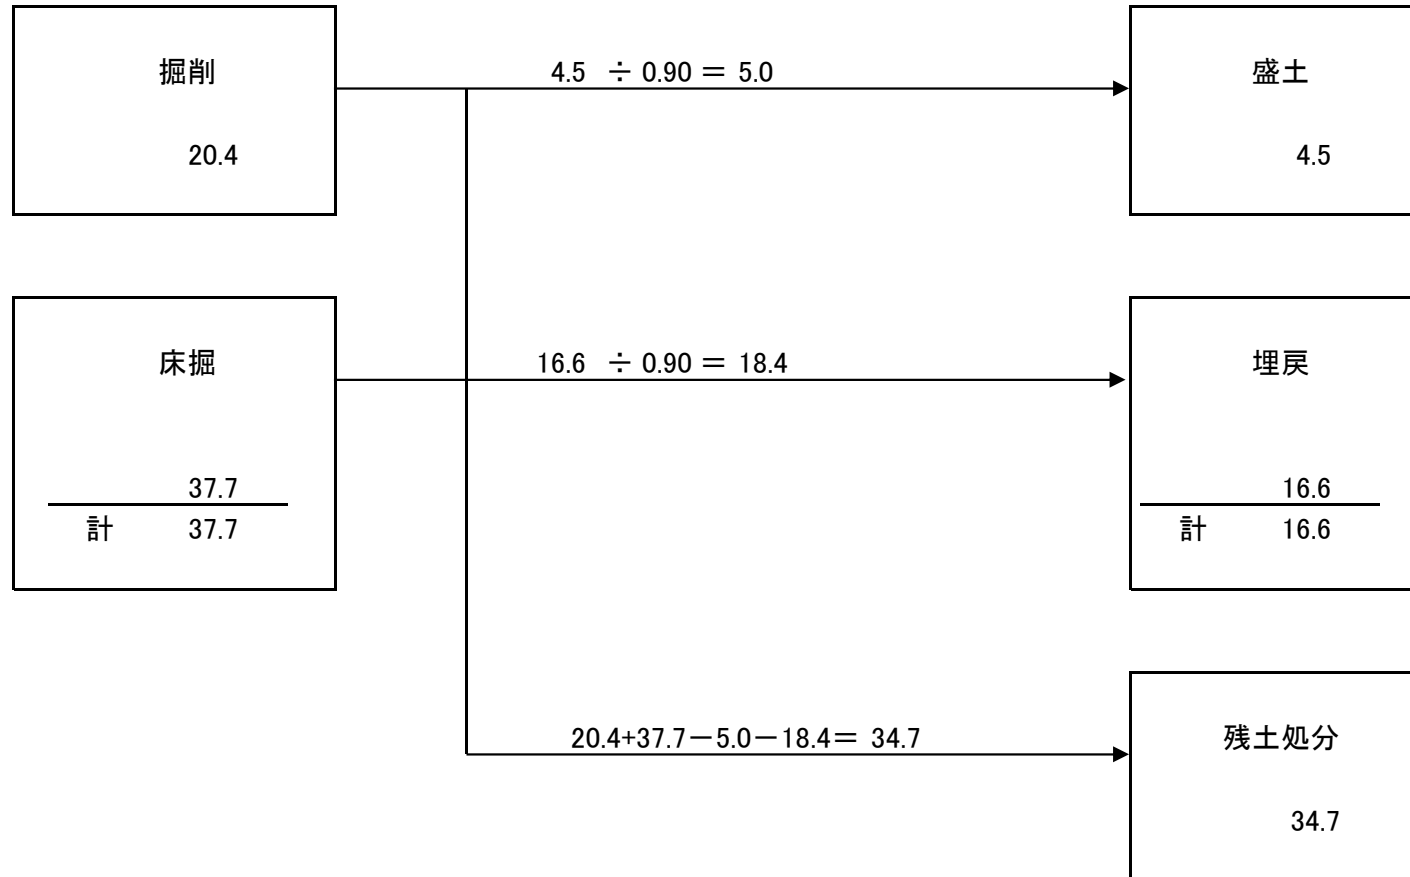 掘削
4.5 ÷ 0.90 = 5.0
盛土
20.4
4.5
床掘
16.6 ÷ 0.90 = 18.4
埋戻
37.7
16.6
計 37.7
計 16.6
20.4+37.7-5.0-18.4= 34.7
残土処分
34.7